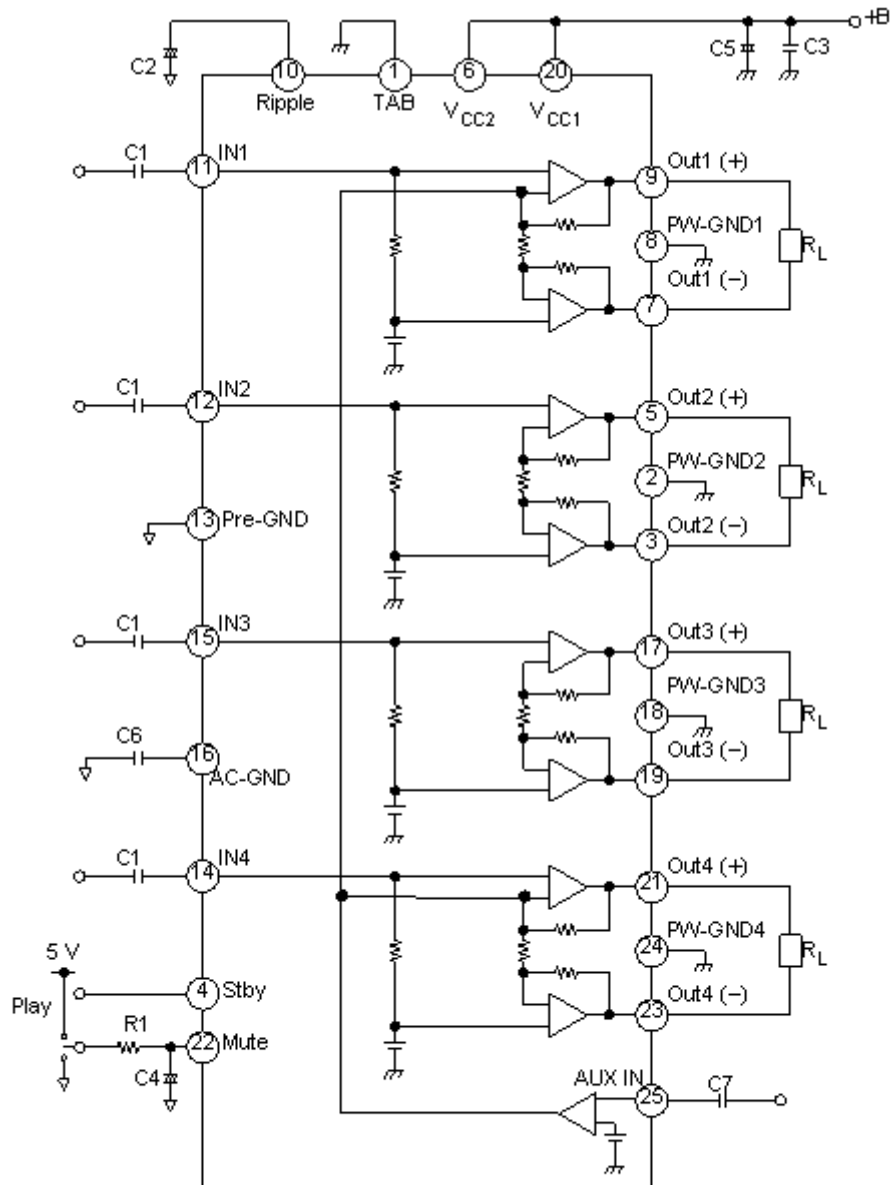 +B
C2
C5
C3
10
1
6
20
Ripple
TAB
VCC2
VCC1
C1
11
IN1
Out1 (+)
9
PW-GND1
8
RL
Out1 (−)
7
C1
12
IN2
Out2 (+)
5
PW-GND2
2
RL
13
Pre-GND
Out2 (−)
3
C1
15
IN3
Out3 (+)
17
PW-GND3
18
RL
C6
16
AC-GND
Out3 (−)
19
C1
14
IN4
Out4 (+)
21
PW-GND4
24
RL
5 V
4
Stby
Out4 (−)
23
Play
R1
22
Mute
C4
AUX IN
25
C7